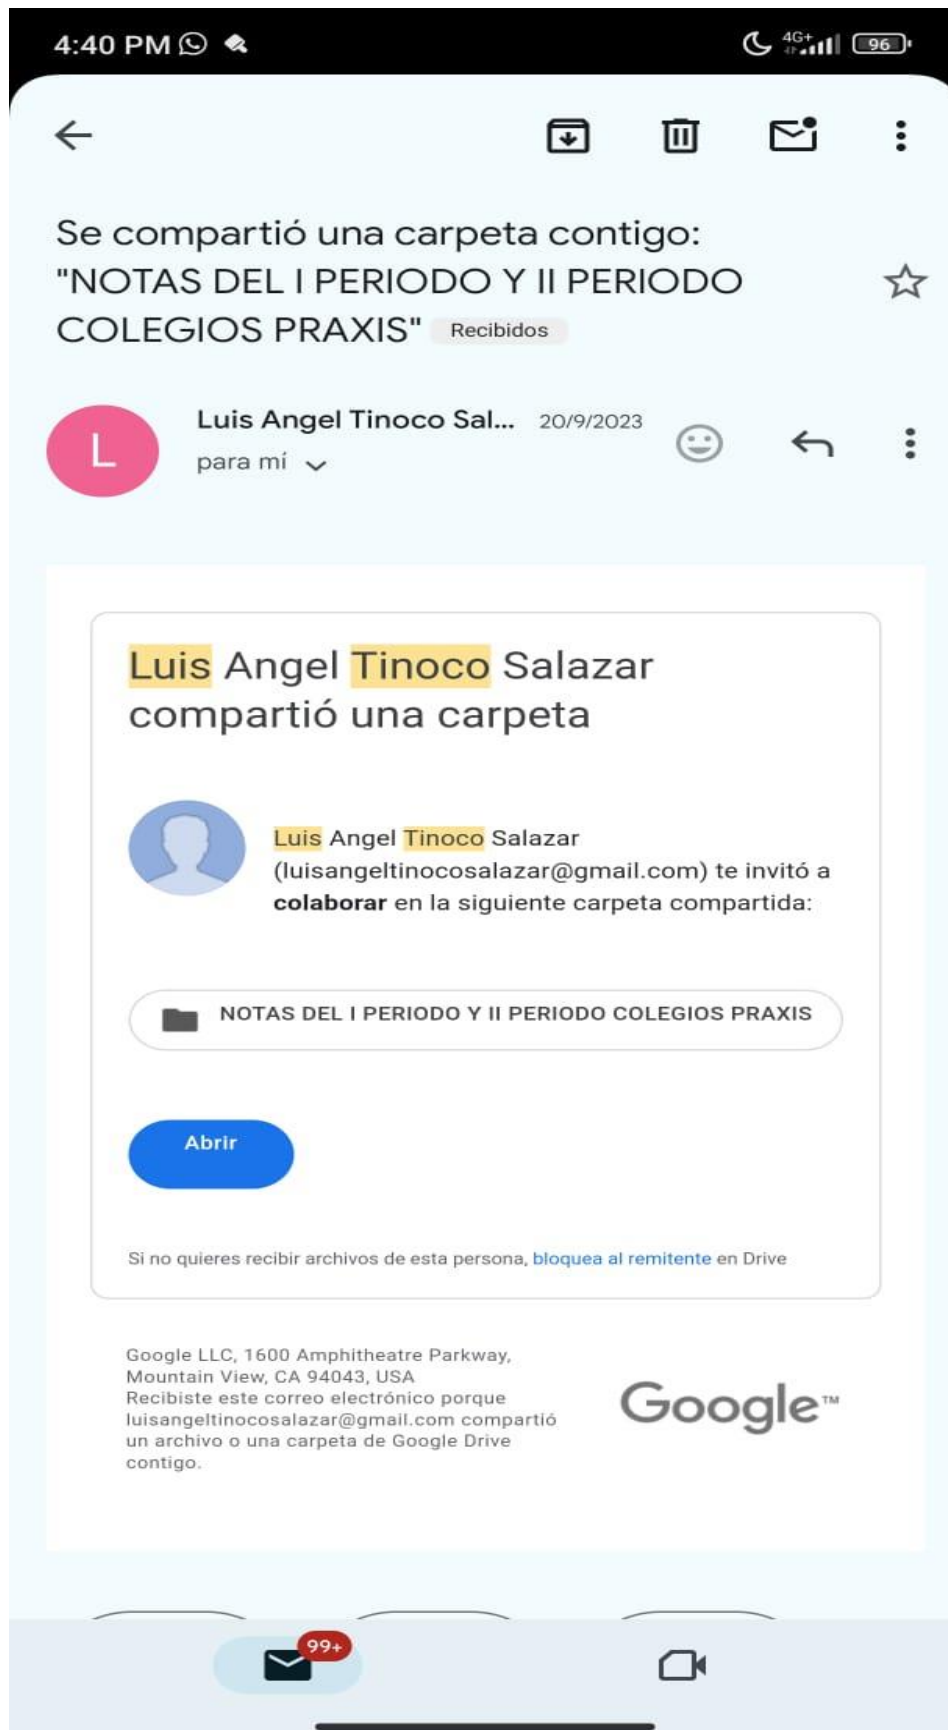 4:40 PM
4G+
96
Se compartió una carpeta contigo:
"NOTAS DEL I PERIODO Y II PERIODO
COLEGIOS PRAXIS" Recibidos
L
Luis Angel Tinoco Sal... 20/9/2023
para mí
Luis Angel Tinoco Salazar
compartió una carpeta
Luis Angel Tinoco Salazar
(luisangeltinocosalazar@gmail.com) te invitó a
colaborar en la siguiente carpeta compartida:
NOTAS DEL I PERIODO Y II PERIODO COLEGIOS PRAXIS
Abrir
Si no quieres recibir archivos de esta persona, bloquea al remitente en Drive
Google LLC, 1600 Amphitheatre Parkway,
Mountain View, CA 94043, USA
Recibiste este correo electrónico porque
luisangeltinocosalazar@gmail.com compartió
un archivo o una carpeta de Google Drive
contigo.
Google™
99+